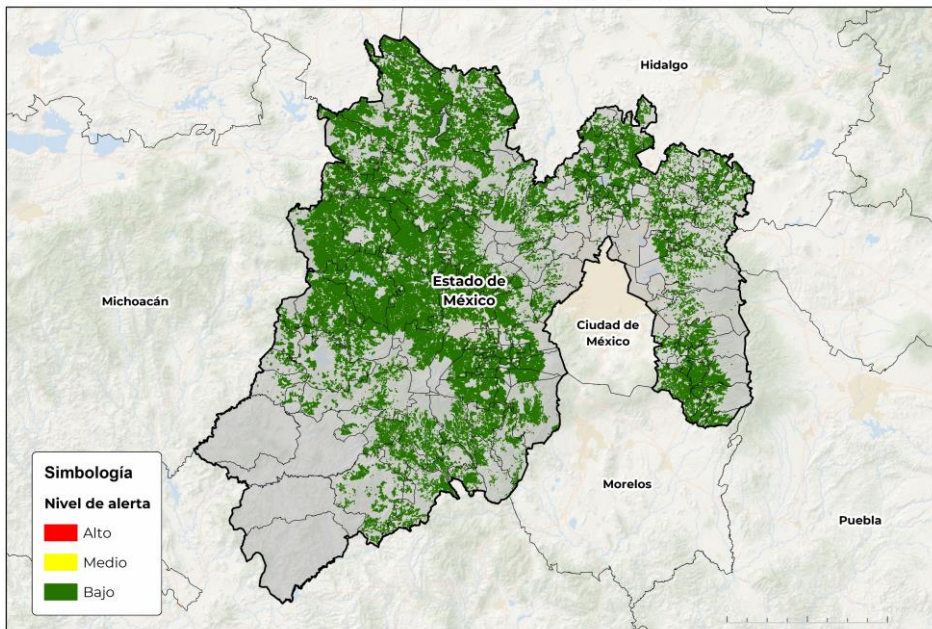 Hidalgo
Estado de
México
Michoacán
Ciudad de
México
Morelos
Puebla
Simbología
Nivel de alerta
Alto
Medio
Bajo